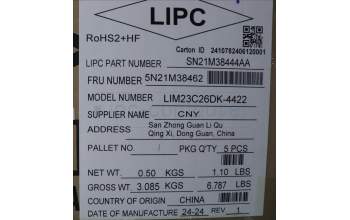 LIPC
RoHS2+HF
Carton ID 2410782406120001
LIPC PART NUMBER SN21M38444AA
FRU NUMBER 5N21M38462
MODEL NUMBER LIM23C26DK-4422
SUPPLIER NAME CNY
ADDRESS San Zhong Guan Li Qu
Qing Xi, Dong Guan, China
PALLET NO / PKG Q'TY 5 PCS
NET WT. 0.50 KGS 1.10 LBS
GROSS WT 3.085 KGS 6.787 LBS
COUNTRY OF ORIGIN CHINA
DATE OF MANUFACTURE 24-24 REV. 1